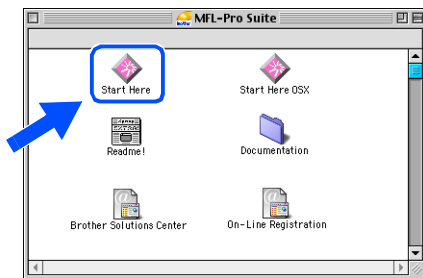 MFL-Pro Suite
Start Here
Start Here OSX
Readme!
Documentation
Brother Solutions Center
On-Line Registration